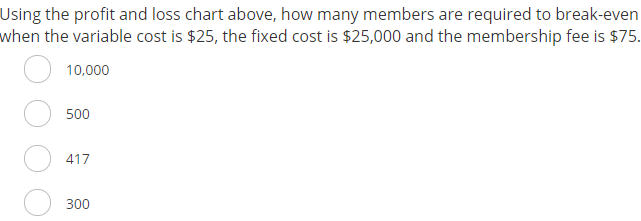 Using the profit and loss chart above, how many members are required to break-even
when the variable cost is $25, the fixed cost is $25,000 and the membership fee is $75.
10,000
500
417
300